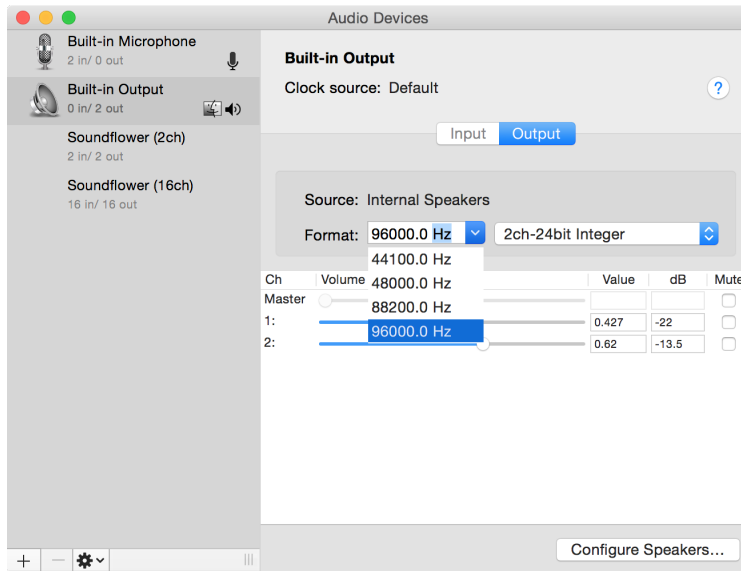 Audio Devices
Built-in Microphone
2 in/ 0 out
Built-in Output
0 in/ 2 out
Soundflower (2ch)
2 in/ 2 out
Soundflower (16ch)
16 in/ 16 out
Built-in Output
Clock source: Default
?
Input Output
Source: Internal Speakers
Format: 96000.0 Hz 2ch-24bit Integer
44100.0 Hz
48000.0 Hz
88200.0 Hz
96000.0 Hz
Ch Volume Value dB Mute
Master
1: 0.427 -22
2: 0.62 -13.5
Configure Speakers...